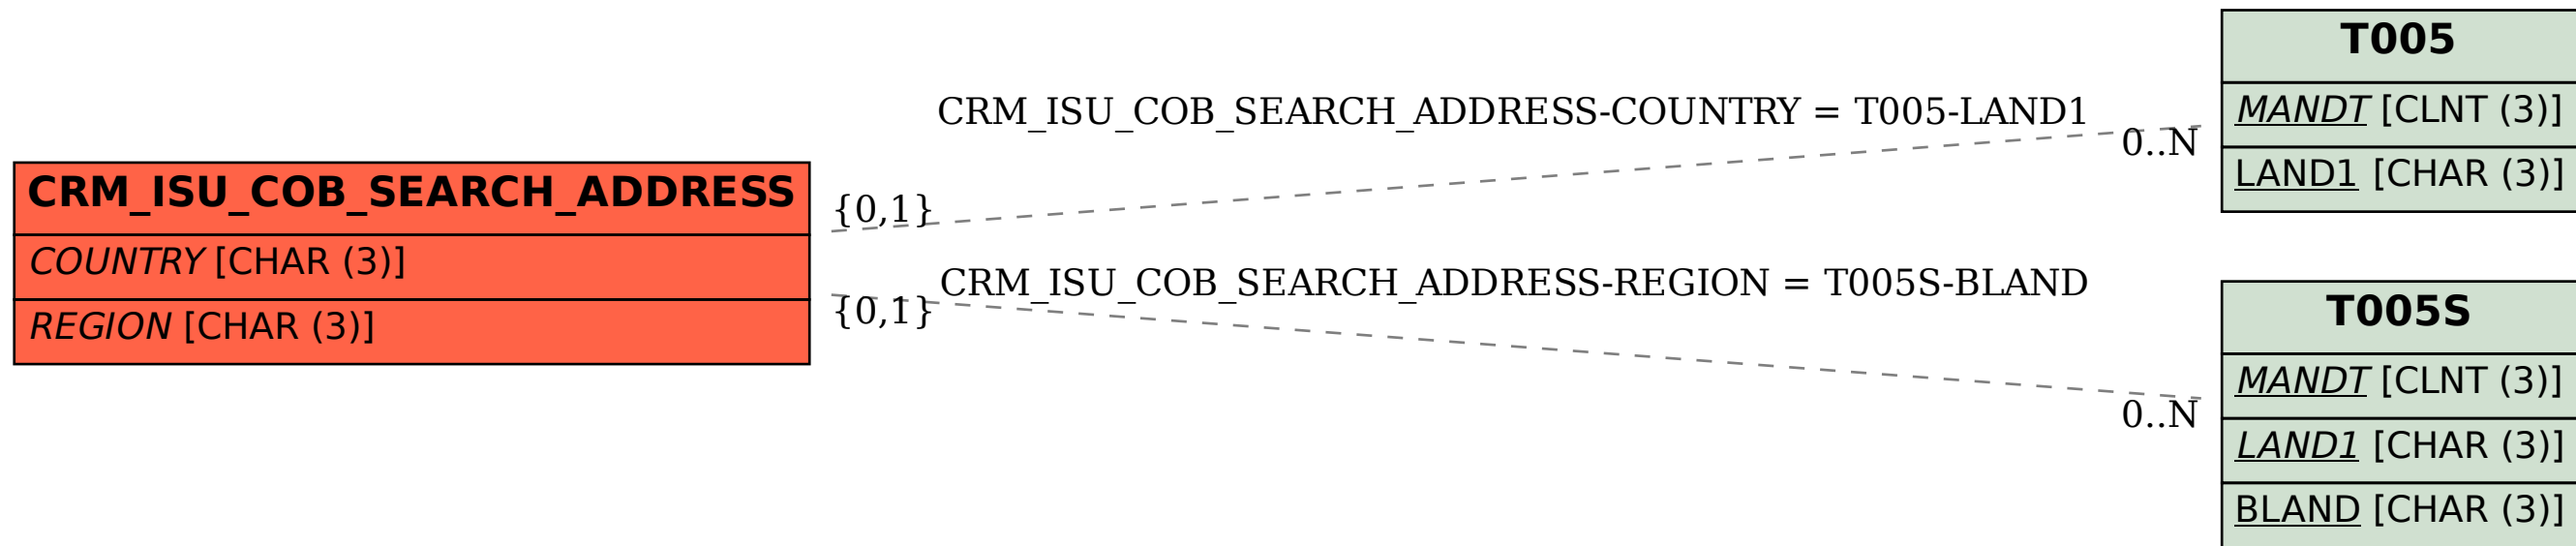 CRM_ISU_COB_SEARCH_ADDRESS
COUNTRY [CHAR (3)]
REGION [CHAR (3)]
CRM_ISU_COB_SEARCH_ADDRESS-COUNTRY = T005-LAND1
{0,1}
0..N
CRM_ISU_COB_SEARCH_ADDRESS-REGION = T005S-BLAND
{0,1}
0..N
T005
MANDT [CLNT (3)]
LAND1 [CHAR (3)]
T005S
MANDT [CLNT (3)]
LAND1 [CHAR (3)]
BLAND [CHAR (3)]